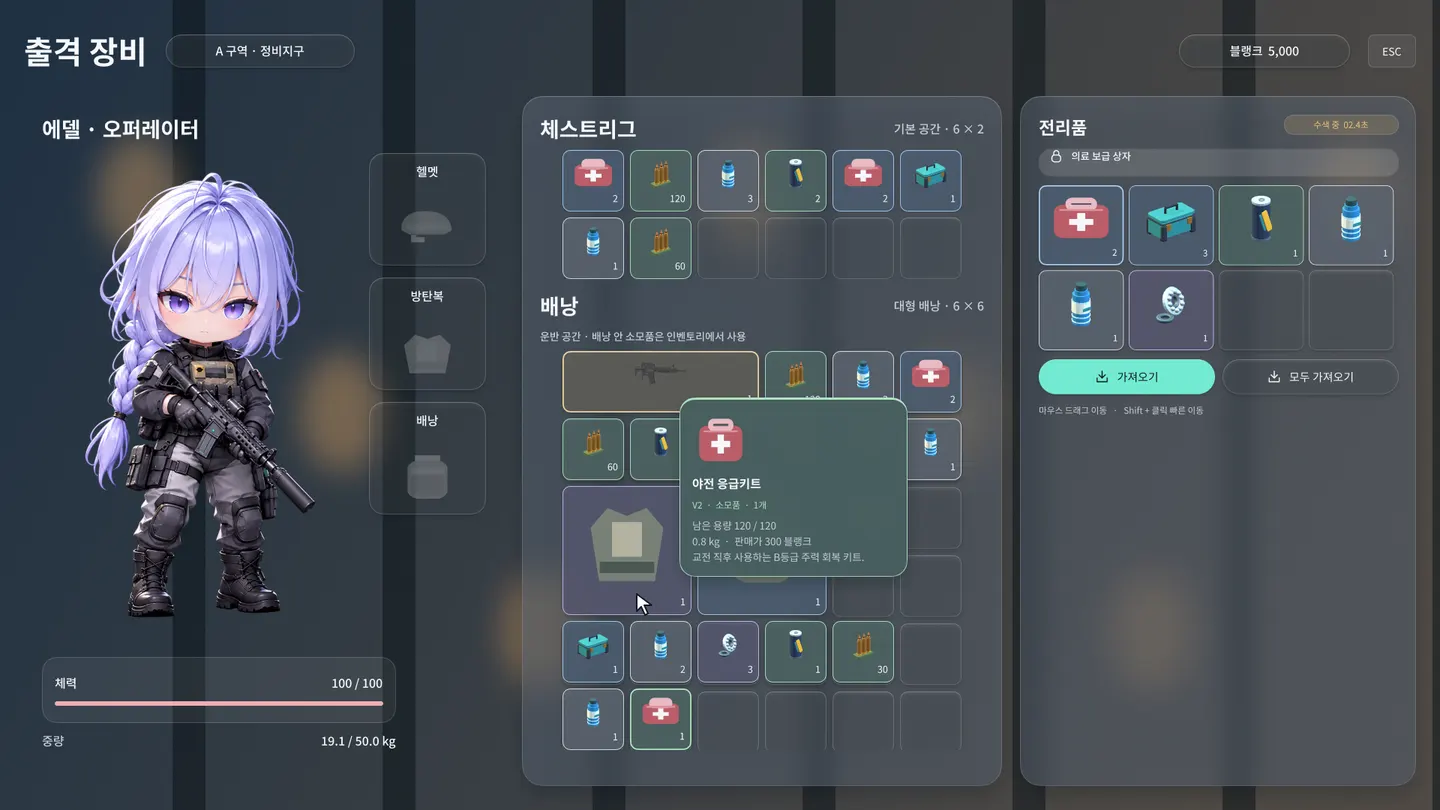 출격 장비
A 구역 · 정비지구
블랭크 5,000
ESC
에델 · 오퍼레이터
헬멧
방탄복
배낭
체력
100 / 100
중량
19.1 / 50.0 kg
체스트리그
기본 공간 · 6 × 2
2
120
3
2
2
1
1
60
배낭
대형 배낭 · 6 × 6
운반 공간 · 배낭 안 소모품은 인벤토리에서 사용
2
60
1
야전 응급키트
V2 · 소모품 · 1개
남은 용량 120 / 120
0.8 kg · 판매가 300 블랭크
교전 직후 사용하는 B등급 주력 회복 키트.
1
1
1
2
3
1
30
1
1
전리품
수색 중 02.4초
의료 보급 상자
2
3
1
1
1
1
가져오기
모두 가져오기
마우스 드래그 이동 · Shift + 클릭 빠른 이동